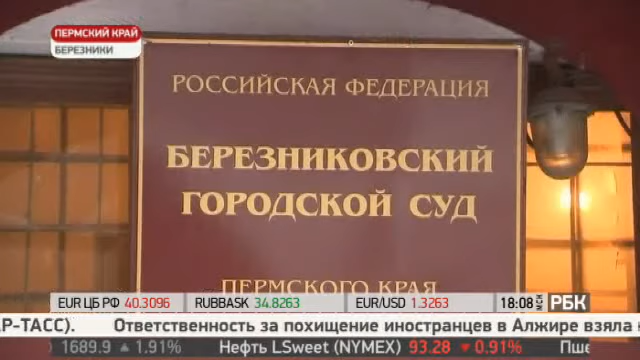 ПЕРМСКИЙ КРАЙ
БЕРЕЗНИКИ
РОССИЙСКАЯ ФЕДЕРАЦИЯ
БЕРЕЗНИКОВСКИЙ
ГОРОДСКОЙ СУД
ПЕРМСКОГО КРАЯ
EUR ЦБ РФ 40.3096 RUBBASK 34.8263 EUR/USD 1.3263 18:08 МСК РБК
АР-ТАСС). Ответственность за похищение иностранцев в Алжире взяла
1689.9 ▲ 1.91% Нефть LSweet (NYMEX) 93.28 ▼ 0.91% Пше